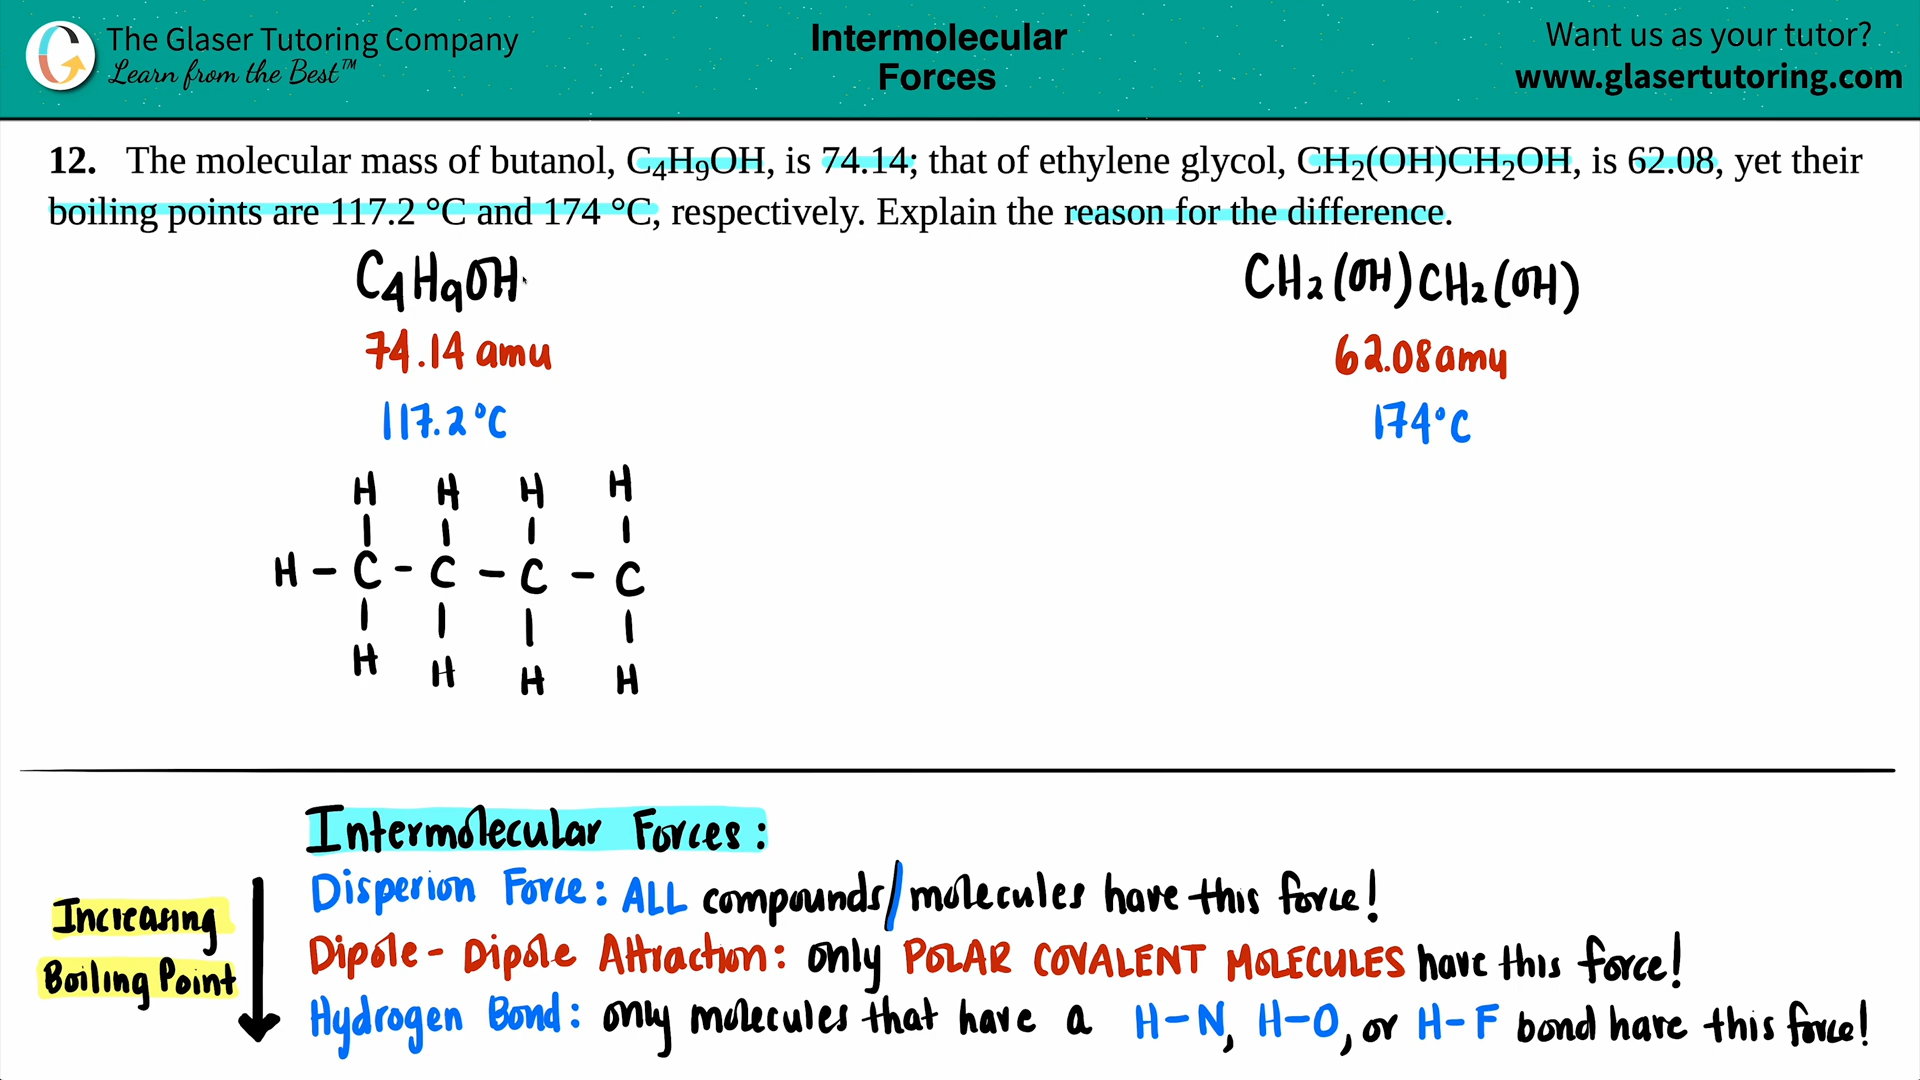 The Glaser Tutoring Company
Learn from the Best™
Intermolecular
Forces
Want us as your tutor?
www.glasertutoring.com
12. The molecular mass of butanol, C₄H₉OH, is 74.14; that of ethylene glycol, CH₂(OH)CH₂OH, is 62.08, yet their
boiling points are 117.2 °C and 174 °C, respectively. Explain the reason for the difference.
C₄H₉OH
CH₂(OH)CH₂(OH)
74.14 amu
62.08amu
117.2°C
174°C
H H H H
H - C - C - C - C
H H H H
Intermolecular Forces:
Disperion Force: ALL compounds/molecules have this force!
Dipole-Dipole Attraction: only POLAR COVALENT MOLECULES have this force!
Hydrogen Bond: only molecules that have a H-N, H-O, or H-F bond have this force!
Increasing
Boiling Point